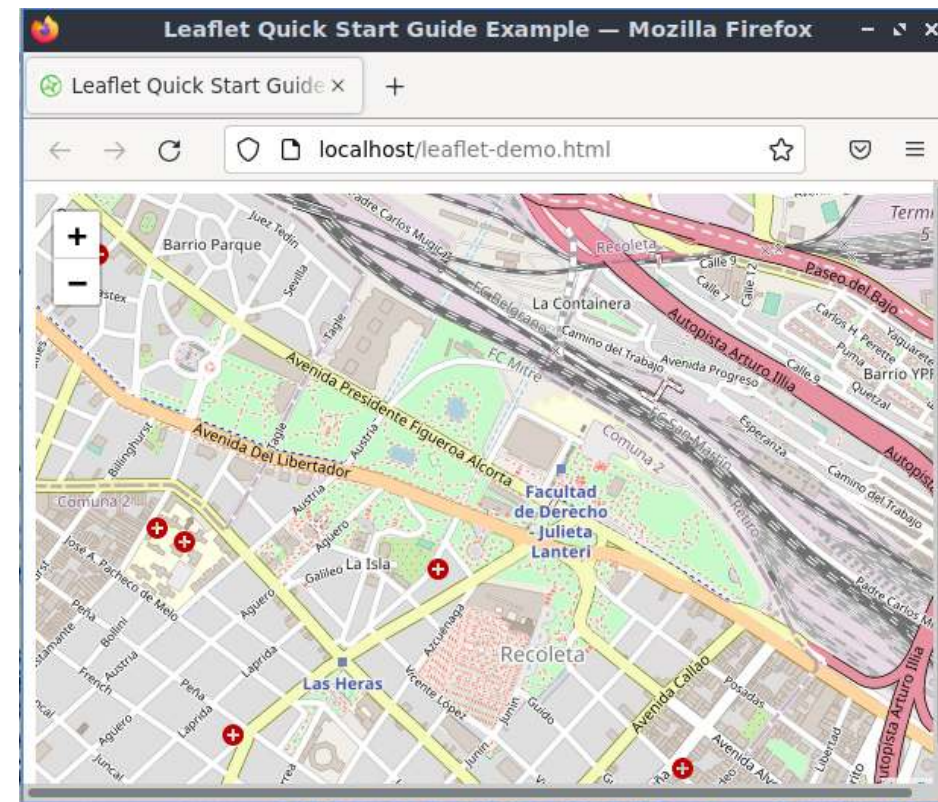 Leaflet Quick Start Guide Example — Mozilla Firefox
Leaflet Quick Start Guide
localhost/leaflet-demo.html
+
−
Juez Tedín
Padre Carlos Mugica
Barrio Parque
Sevilla
Recoleta
Calle 9
Calle 12
Calle 7
Paseo del Bajo
FC Belgrano
La Containera
Carlos H. Perette
Yaguareté
Puma
Barrio YPF
Quetzal
Autopista Arturo Illia
Camino del Trabajo
Avenida Progreso
Calle 9
Tagle
FC Mitre
Avenida Presidente Figueroa Alcorta
Avenida Del Libertador
Austria
Tagle
Billinghurst
FC San Martín
Esperanza
Comuna 2
Camino del Trabajo
Retiro
Comuna 2
Austria
Agüero
Facultad
de Derecho
- Julieta
Lanteri
José A. Pacheco de Melo
Galileo
La Isla
Agüero
Peña
Bollini
Austria
French
Laprida
Azcuénaga
Recoleta
Las Heras
Vicente López
Avenida Callao
Peña
Laprida
Agüero
Juncal
Junín
Guido
Junín
Posadas
Libertad
Autopista Arturo Illia